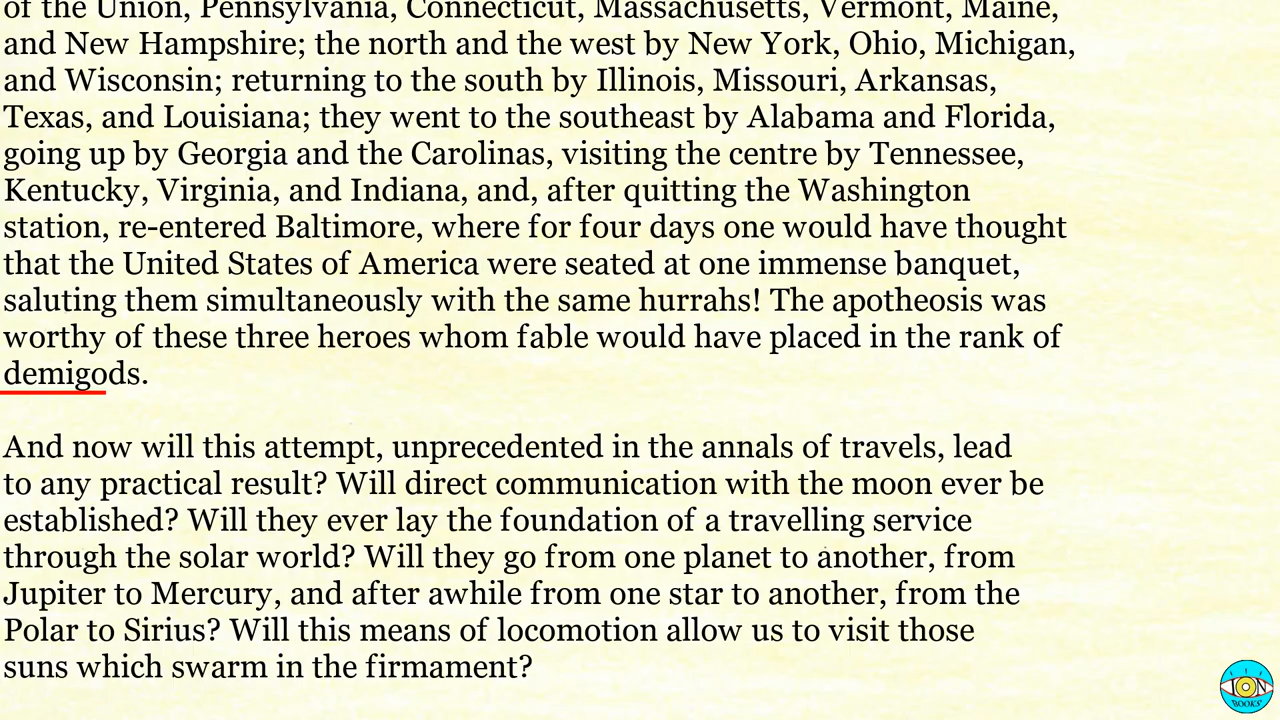 of the Union, Pennsylvania, Connecticut, Massachusetts, Vermont, Maine,
and New Hampshire; the north and the west by New York, Ohio, Michigan,
and Wisconsin; returning to the south by Illinois, Missouri, Arkansas,
Texas, and Louisiana; they went to the southeast by Alabama and Florida,
going up by Georgia and the Carolinas, visiting the centre by Tennessee,
Kentucky, Virginia, and Indiana, and, after quitting the Washington
station, re-entered Baltimore, where for four days one would have thought
that the United States of America were seated at one immense banquet,
saluting them simultaneously with the same hurrahs! The apotheosis was
worthy of these three heroes whom fable would have placed in the rank of
demigods.
And now will this attempt, unprecedented in the annals of travels, lead
to any practical result? Will direct communication with the moon ever be
established? Will they ever lay the foundation of a travelling service
through the solar world? Will they go from one planet to another, from
Jupiter to Mercury, and after awhile from one star to another, from the
Polar to Sirius? Will this means of locomotion allow us to visit those
suns which swarm in the firmament?
ION
BOOKS